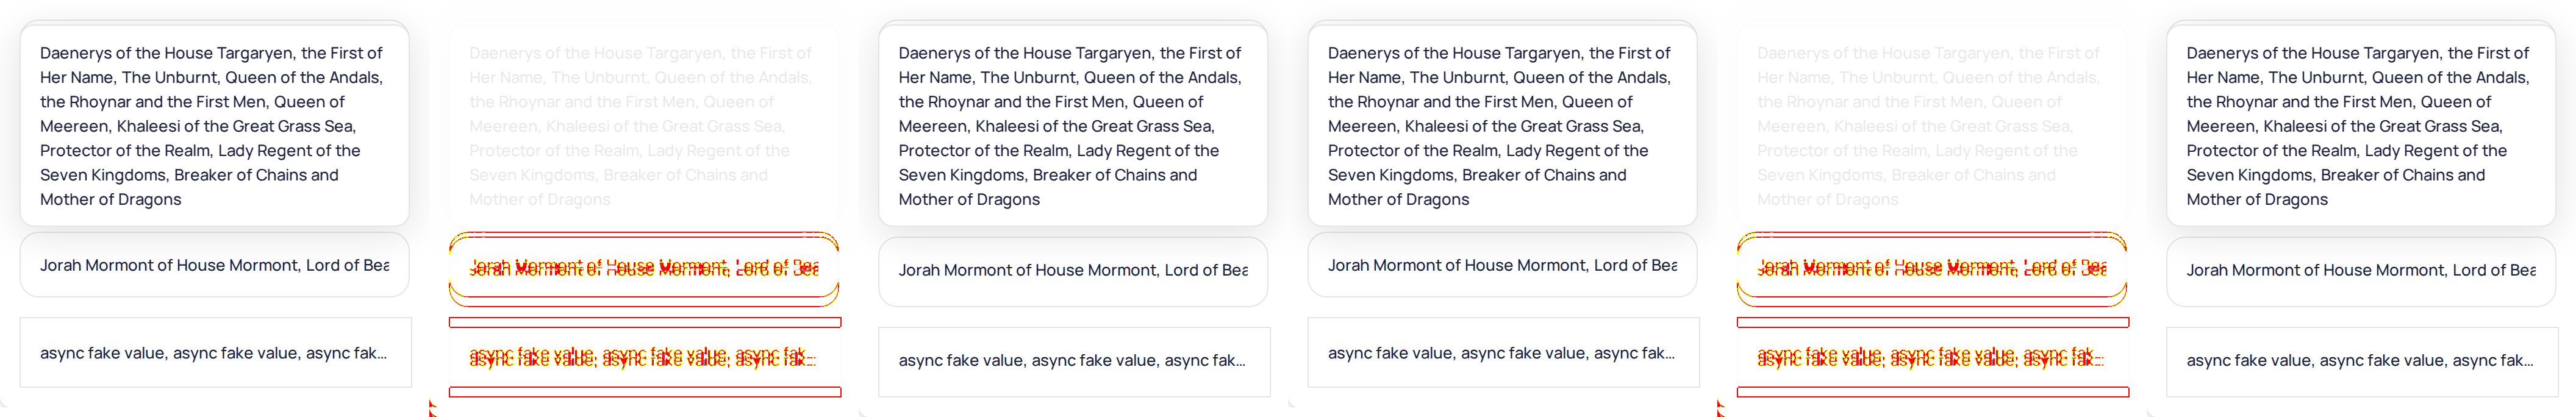 Daenerys of the House Targaryen, the First of
Her Name, The Unburnt, Queen of the Andals,
the Rhoynar and the First Men, Queen of
Meereen, Khaleesi of the Great Grass Sea,
Protector of the Realm, Lady Regent of the
Seven Kingdoms, Breaker of Chains and
Mother of Dragons
Jorah Mormont of House Mormont, Lord of Bea
async fake value, async fake value, async fak...
Daenerys of the House Targaryen, the First of
Her Name, The Unburnt, Queen of the Andals,
the Rhoynar and the First Men, Queen of
Meereen, Khaleesi of the Great Grass Sea,
Protector of the Realm, Lady Regent of the
Seven Kingdoms, Breaker of Chains and
Mother of Dragons
Jorah Mormont of House Mormont, Lord of Bea
async fake value, async fake value, async fak...
Daenerys of the House Targaryen, the First of
Her Name, The Unburnt, Queen of the Andals,
the Rhoynar and the First Men, Queen of
Meereen, Khaleesi of the Great Grass Sea,
Protector of the Realm, Lady Regent of the
Seven Kingdoms, Breaker of Chains and
Mother of Dragons
Jorah Mormont of House Mormont, Lord of Bea
async fake value, async fake value, async fak...
Daenerys of the House Targaryen, the First of
Her Name, The Unburnt, Queen of the Andals,
the Rhoynar and the First Men, Queen of
Meereen, Khaleesi of the Great Grass Sea,
Protector of the Realm, Lady Regent of the
Seven Kingdoms, Breaker of Chains and
Mother of Dragons
Jorah Mormont of House Mormont, Lord of Bea
async fake value, async fake value, async fak...
Daenerys of the House Targaryen, the First of
Her Name, The Unburnt, Queen of the Andals,
the Rhoynar and the First Men, Queen of
Meereen, Khaleesi of the Great Grass Sea,
Protector of the Realm, Lady Regent of the
Seven Kingdoms, Breaker of Chains and
Mother of Dragons
Jorah Mormont of House Mormont, Lord of Bea
async fake value, async fake value, async fak...
Daenerys of the House Targaryen, the First of
Her Name, The Unburnt, Queen of the Andals,
the Rhoynar and the First Men, Queen of
Meereen, Khaleesi of the Great Grass Sea,
Protector of the Realm, Lady Regent of the
Seven Kingdoms, Breaker of Chains and
Mother of Dragons
Jorah Mormont of House Mormont, Lord of Bea
async fake value, async fake value, async fak...